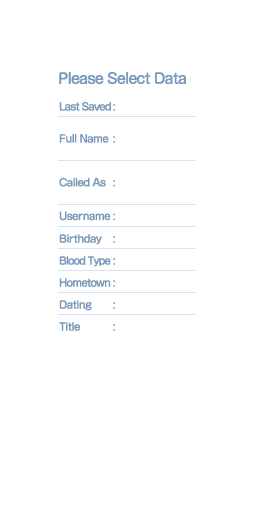 Please Select Data
Last Saved:
Full Name :
Called As :
Username:
Birthday :
Blood Type:
Hometown:
Dating :
Title :